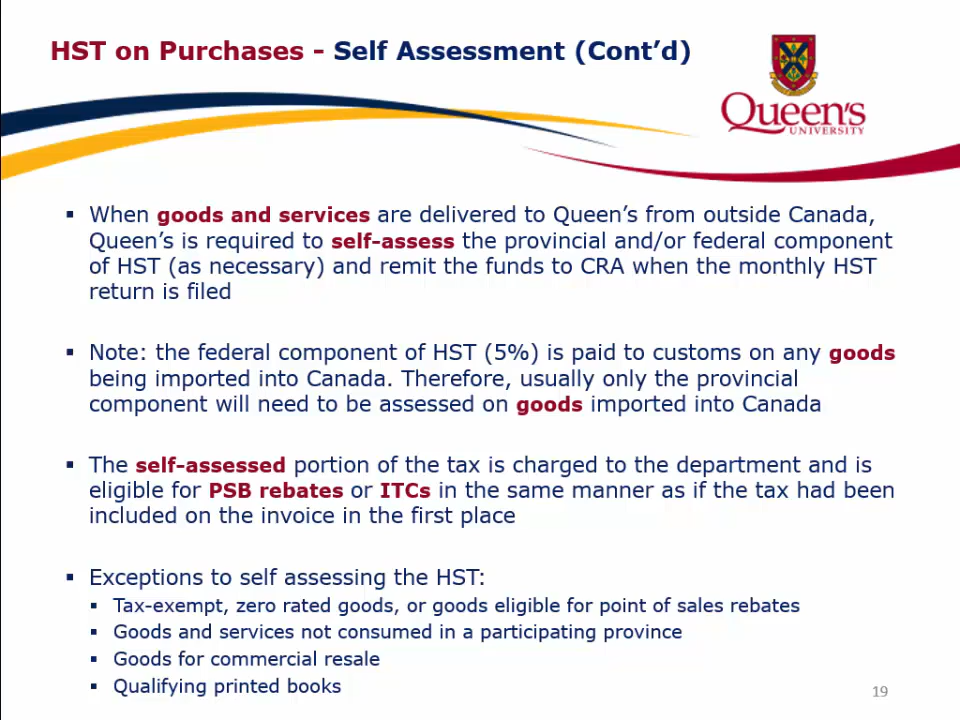 HST on Purchases - Self Assessment (Cont’d)
Queen's
UNIVERSITY
▪ When goods and services are delivered to Queen’s from outside Canada,
Queen’s is required to self-assess the provincial and/or federal component
of HST (as necessary) and remit the funds to CRA when the monthly HST
return is filed
▪ Note: the federal component of HST (5%) is paid to customs on any goods
being imported into Canada. Therefore, usually only the provincial
component will need to be assessed on goods imported into Canada
▪ The self-assessed portion of the tax is charged to the department and is
eligible for PSB rebates or ITCs in the same manner as if the tax had been
included on the invoice in the first place
▪ Exceptions to self assessing the HST:
▪ Tax-exempt, zero rated goods, or goods eligible for point of sales rebates
▪ Goods and services not consumed in a participating province
▪ Goods for commercial resale
▪ Qualifying printed books
19